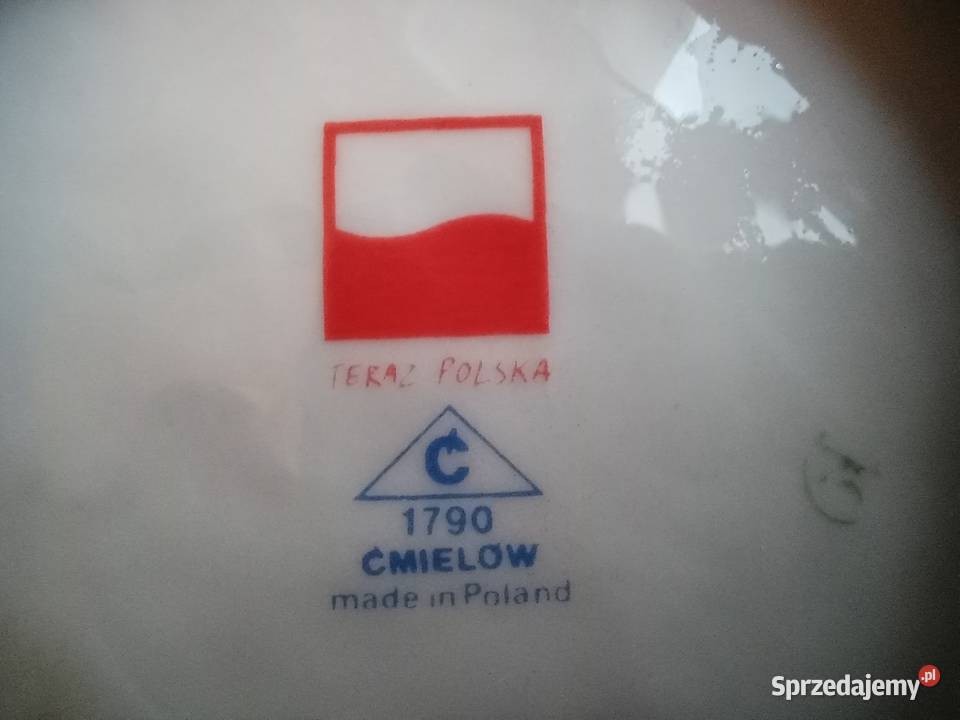 TERAZ POLSKA
Ć
1790
ĆMIELÓW
made in Poland
Sprzedajemy.pl